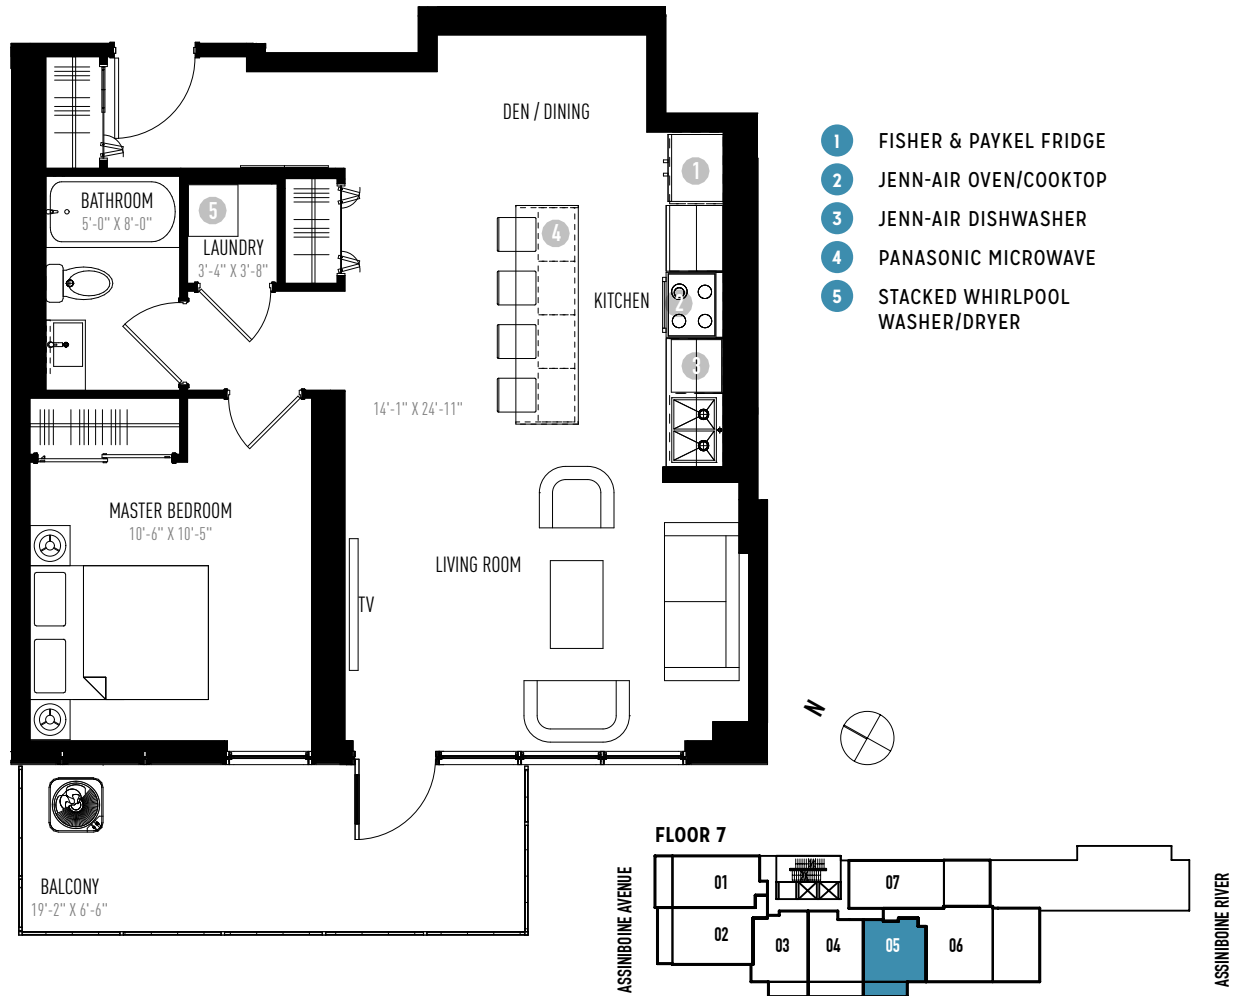 DEN / DINING
1 FISHER & PAYKEL FRIDGE
2 JENN-AIR OVEN/COOKTOP
3 JENN-AIR DISHWASHER
4 PANASONIC MICROWAVE
5 STACKED WHIRLPOOL
WASHER/DRYER
1
BATHROOM
5'-0" X 8'-0"
5
4
LAUNDRY
3'-4" X 3'-8"
KITCHEN
2
3
14'-1" X 24'-11"
MASTER BEDROOM
10'-6" X 10'-5"
LIVING ROOM
TV
N
FLOOR 7
BALCONY
19'-2" X 6'-6"
ASSINIBOINE AVENUE
01
07
02
03
04
05
06
ASSINIBOINE RIVER